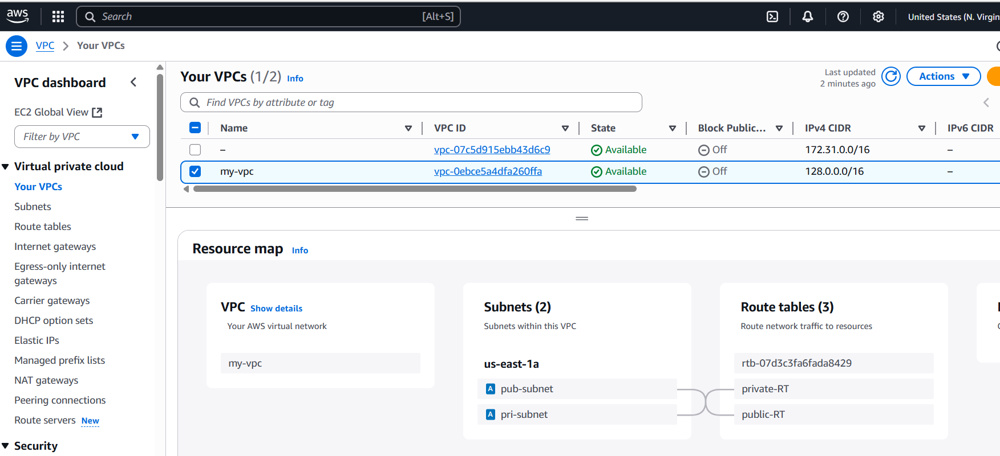 aws
Search [Alt+S]
United States (N. Virgin
VPC > Your VPCs
VPC dashboard
EC2 Global View
Filter by VPC
Virtual private cloud
Your VPCs
Subnets
Route tables
Internet gateways
Egress-only internet
gateways
Carrier gateways
DHCP option sets
Elastic IPs
Managed prefix lists
NAT gateways
Peering connections
Route servers New
Security
Your VPCs (1/2) Info
Last updated
2 minutes ago
Actions
Find VPCs by attribute or tag
Name VPC ID State Block Public... IPv4 CIDR IPv6 CIDR
– vpc-07c5d915ebb43d6c9 Available Off 172.31.0.0/16 –
my-vpc vpc-0ebce5a4dfa260ffa Available Off 128.0.0.0/16 –
Resource map Info
VPC Show details
Your AWS virtual network
my-vpc
Subnets (2)
Subnets within this VPC
us-east-1a
A pub-subnet
A pri-subnet
Route tables (3)
Route network traffic to resources
rtb-07d3c3fa6fada8429
private-RT
public-RT